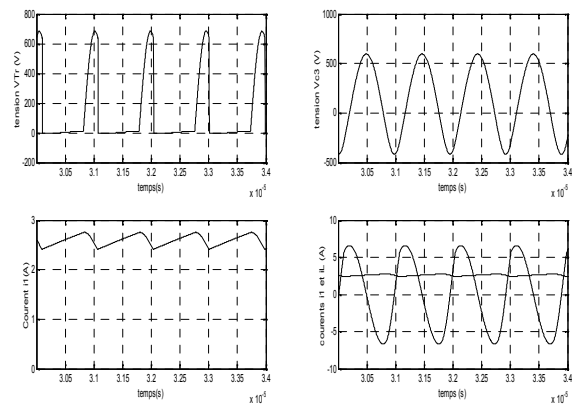 tension VTr (V)
800
600
400
200
0
-200
3.05 3.1 3.15 3.2 3.25 3.3 3.35 3.4
temps(s)
x 10⁻⁵
tension Vc3 (V)
1000
500
0
-500
3.05 3.1 3.15 3.2 3.25 3.3 3.35 3.4
temps (s)
x 10⁻⁵
Courent i1(A)
3
2
1
0
3.05 3.1 3.15 3.2 3.25 3.3 3.35 3.4
temps(s)
x 10⁻⁵
courents i1 et iL (A)
10
5
0
-5
-10
3.05 3.1 3.15 3.2 3.25 3.3 3.35 3.4
temps(s)
x 10⁻⁵